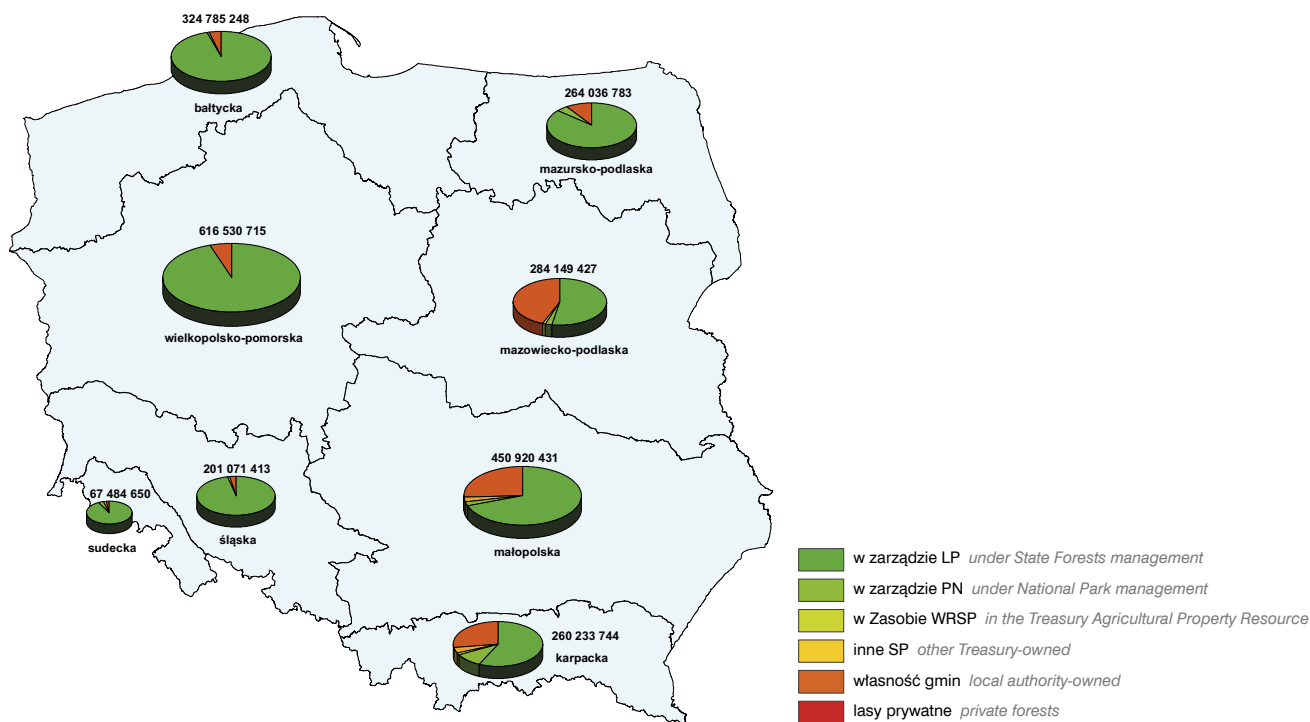 324 785 248
bałtycka
264 036 783
mazursko-podlaska
616 530 715
wielkopolsko-pomorska
284 149 427
mazowiecko-podlaska
201 071 413
śląska
67 484 650
sudecka
450 920 431
małopolska
260 233 744
karpacka
w zarządzie LP under State Forests management
w zarządzie PN under National Park management
w Zasobie WRSP in the Treasury Agricultural Property Resource
inne SP other Treasury-owned
własność gmin local authority-owned
lasy prywatne private forests